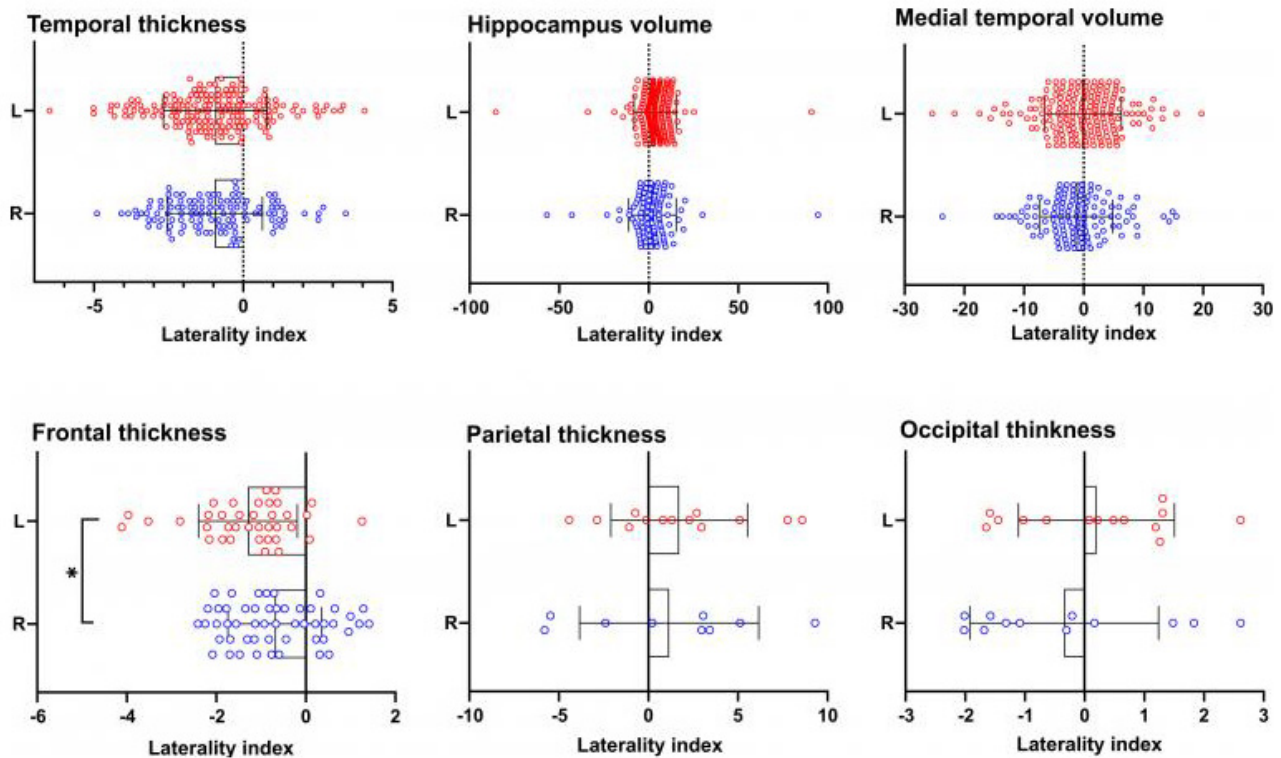 Temporal thickness
L
R
-5 0 5
Laterality index
Hippocampus volume
L
R
-100 -50 0 50 100
Laterality index
Medial temporal volume
L
R
-30 -20 -10 0 10 20 30
Laterality index
Frontal thickness
L
*
R
-6 -4 -2 0 2
Laterality index
Parietal thickness
L
R
-10 -5 0 5 10
Laterality index
Occipital thinkness
L
R
-3 -2 -1 0 1 2 3
Laterality index